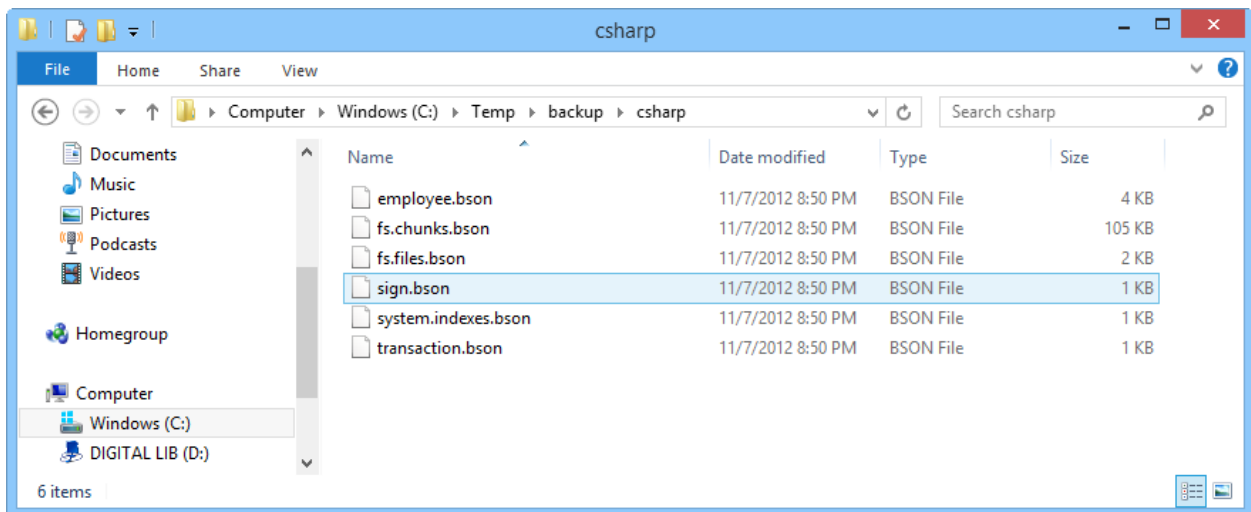 csharp
File Home Share View
Computer Windows (C:) Temp backup csharp Search csharp
Documents
Music
Pictures
Podcasts
Videos
Homegroup
Computer
Windows (C:)
DIGITAL LIB (D:)
Name Date modified Type Size
employee.bson 11/7/2012 8:50 PM BSON File 4 KB
fs.chunks.bson 11/7/2012 8:50 PM BSON File 105 KB
fs.files.bson 11/7/2012 8:50 PM BSON File 2 KB
sign.bson 11/7/2012 8:50 PM BSON File 1 KB
system.indexes.bson 11/7/2012 8:50 PM BSON File 1 KB
transaction.bson 11/7/2012 8:50 PM BSON File 1 KB
6 items